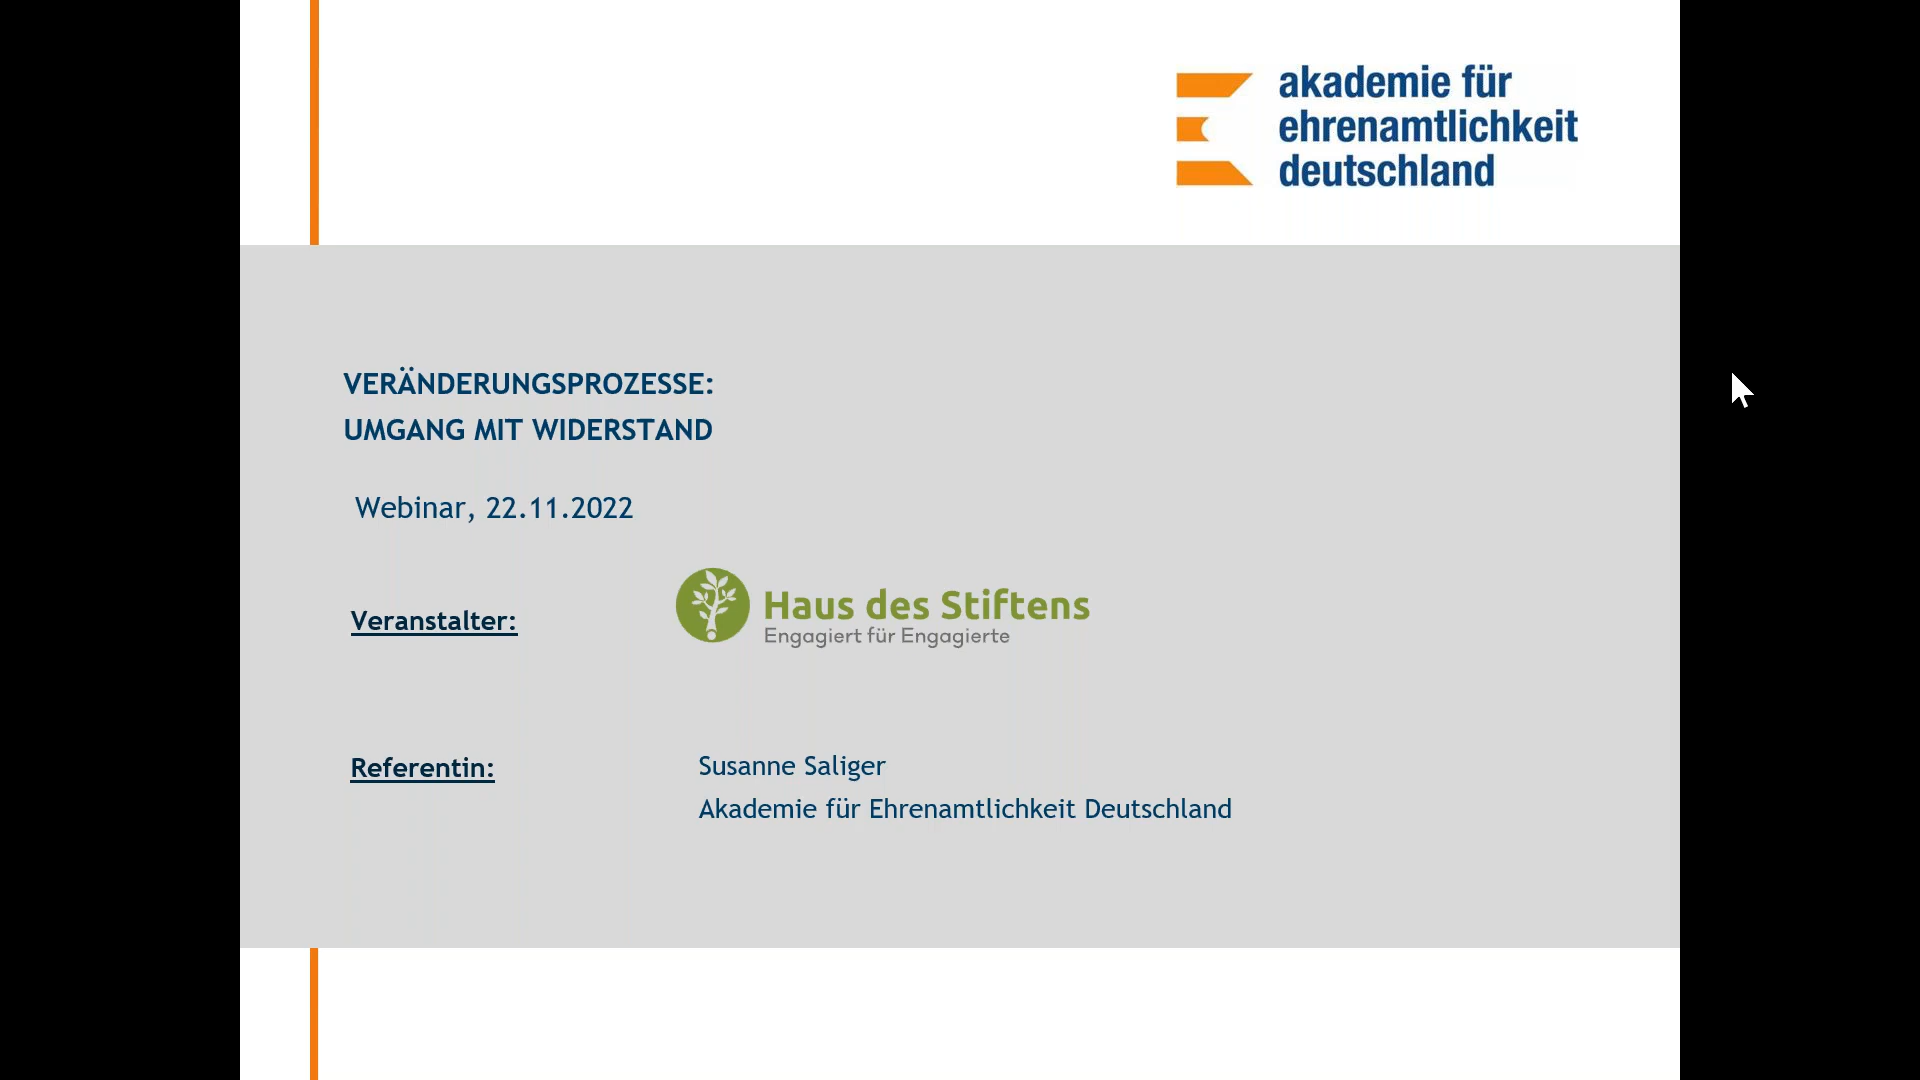 akademie für
ehrenamtlichkeit
deutschland
VERÄNDERUNGSPROZESSE:
UMGANG MIT WIDERSTAND
Webinar, 22.11.2022
Veranstalter:
Haus des Stiftens
Engagiert für Engagierte
Referentin:
Susanne Saliger
Akademie für Ehrenamtlichkeit Deutschland